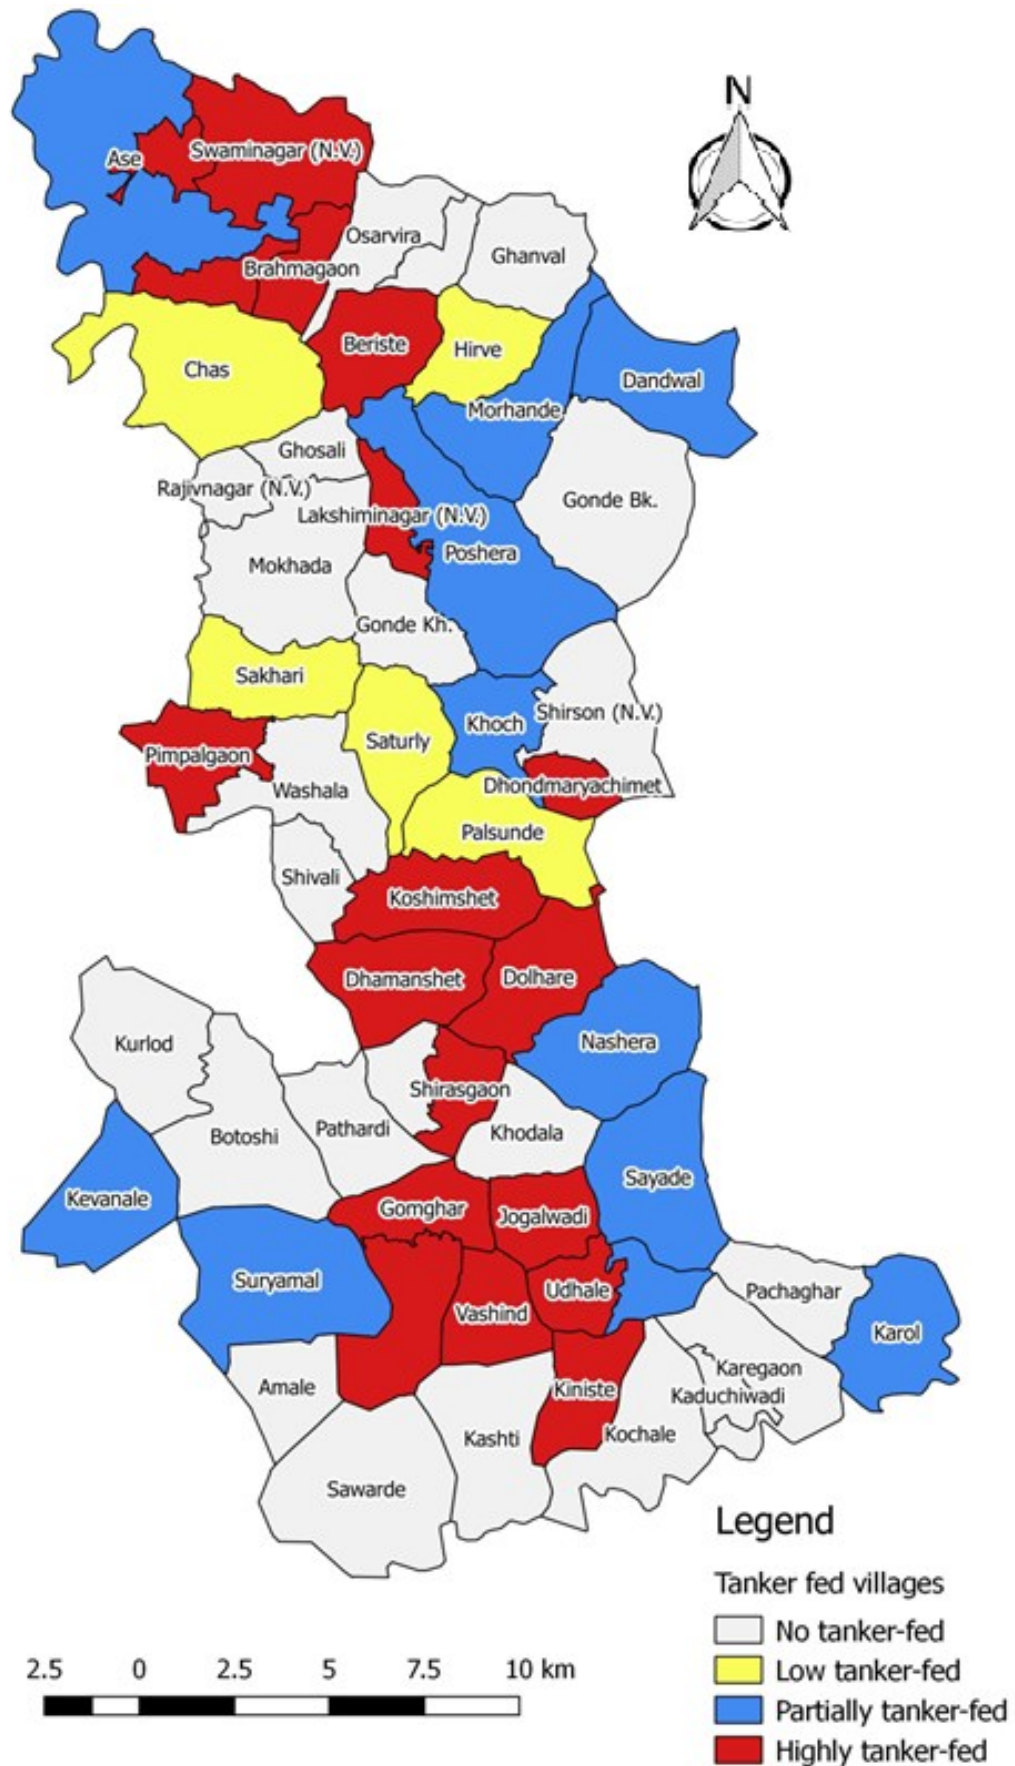 N
Ase
Swaminagar (N.V.)
Osarvira
Ghanval
Brahmagaon
Beriste
Hirve
Chas
Dandwal
Morhande
Ghosali
Rajivnagar (N.V.)
Gonde Bk.
Lakshiminagar (N.V.)
Poshera
Mokhada
Gonde Kh.
Sakhari
Khoch
Shirson (N.V.)
Saturly
Pimpalgaon
Washala
Dhondmaryachimet
Palsunde
Shivali
Koshimshet
Dhamanshet
Dolhare
Kurlod
Nashera
Shirasgaon
Pathardi
Khodala
Botoshi
Sayade
Kevanale
Gomghar
Jogalwadi
Suryamal
Udhale
Pachaghar
Vashind
Karol
Karegaon
Amale
Kiniste
Kaduchiwadi
Kashti
Kochale
Sawarde
Legend
Tanker fed villages
No tanker-fed
Low tanker-fed
Partially tanker-fed
Highly tanker-fed
2.5 0 2.5 5 7.5 10 km